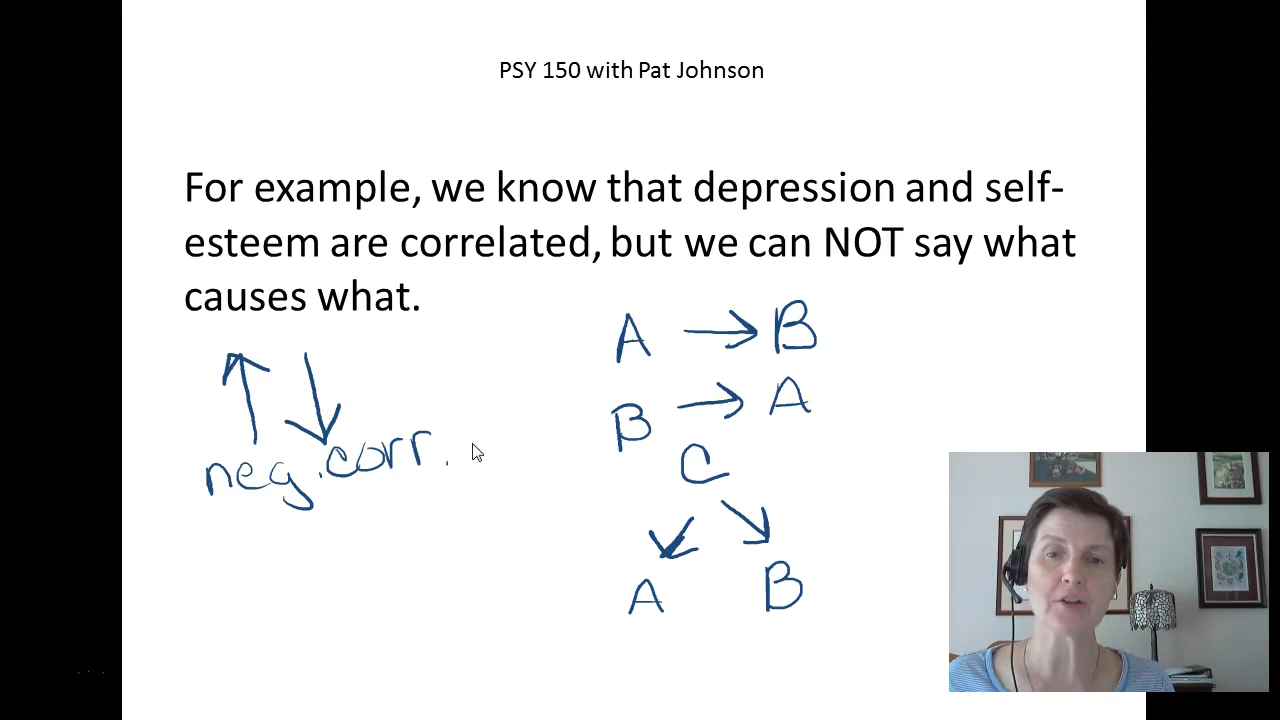 PSY 150 with Pat Johnson
For example, we know that depression and self-
esteem are correlated, but we can NOT say what
causes what.
neg. corr.
A → B
B → A
C
A B